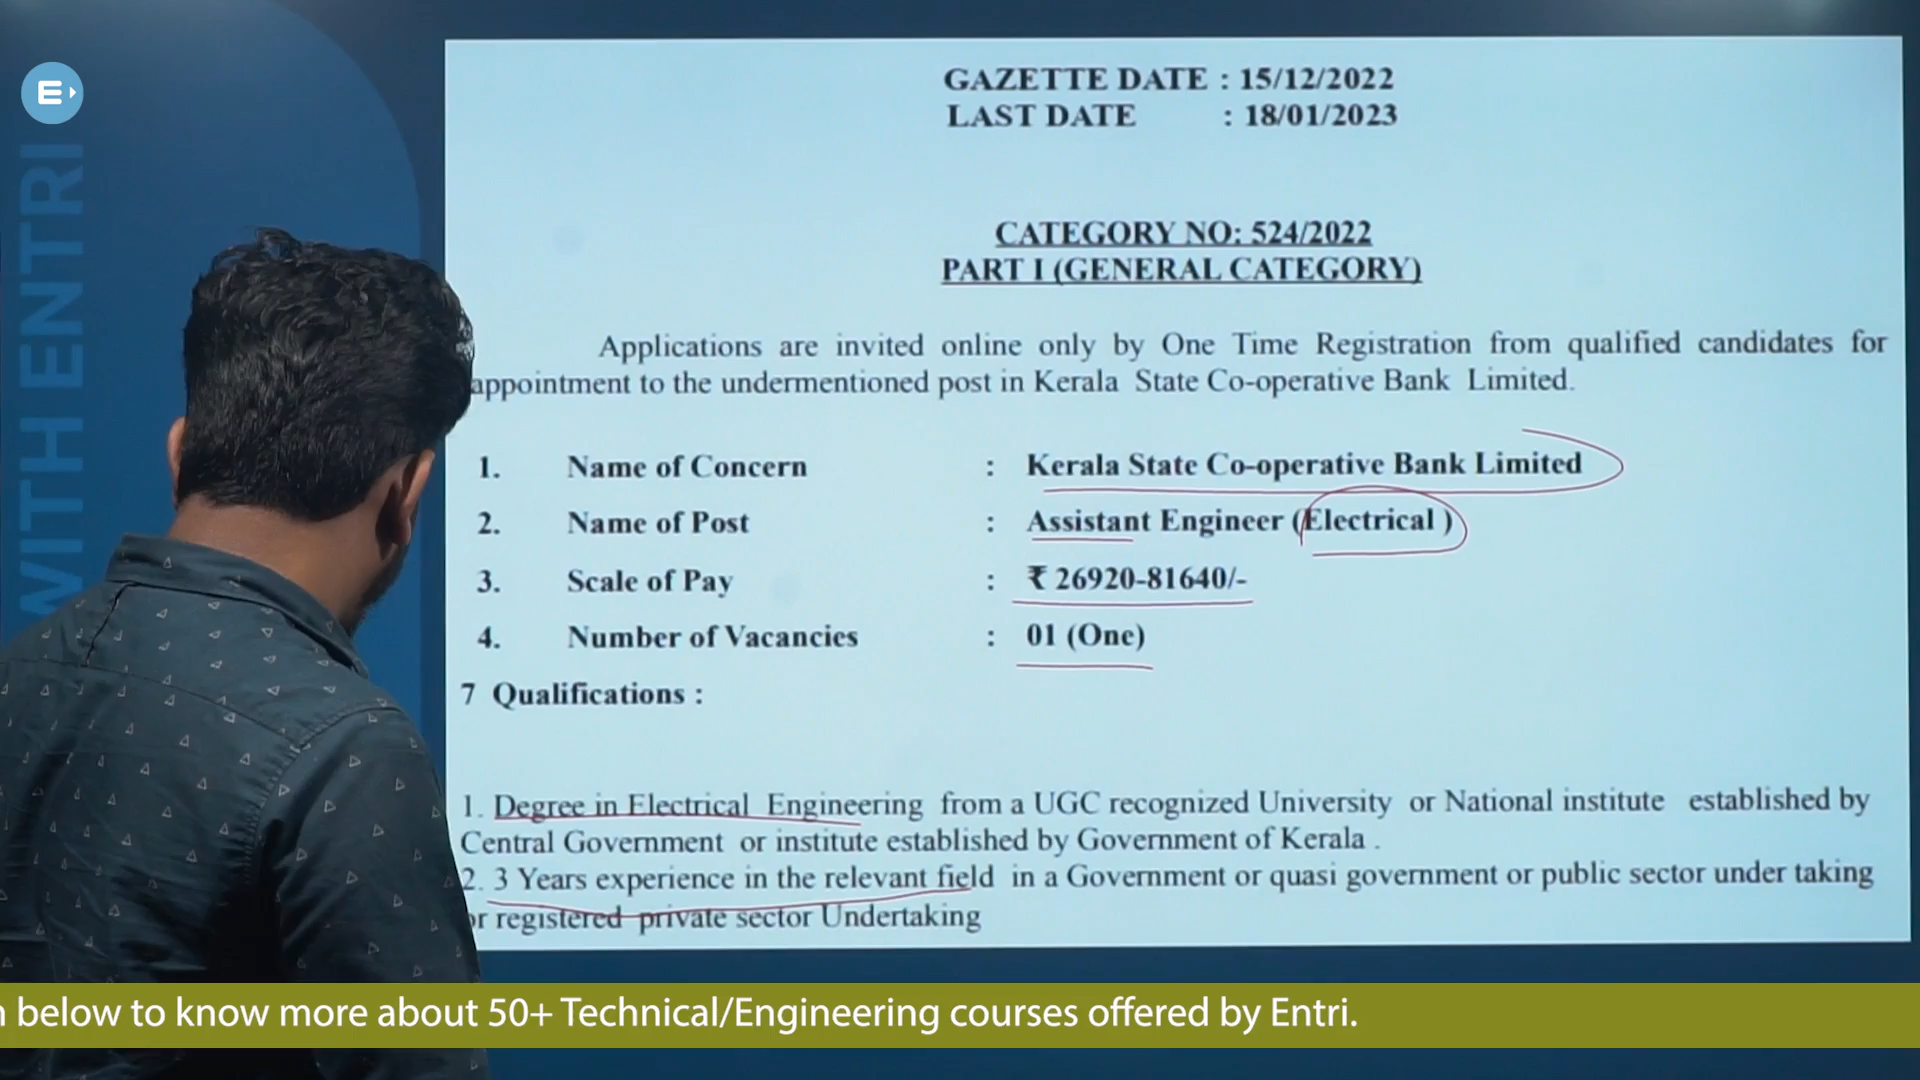 WITH ENTRI
GAZETTE DATE : 15/12/2022
LAST DATE : 18/01/2023
CATEGORY NO: 524/2022
PART I (GENERAL CATEGORY)
Applications are invited online only by One Time Registration from qualified candidates for
appointment to the undermentioned post in Kerala State Co-operative Bank Limited.
1. Name of Concern : Kerala State Co-operative Bank Limited
2. Name of Post : Assistant Engineer (Electrical )
3. Scale of Pay : ₹ 26920-81640/-
4. Number of Vacancies : 01 (One)
7 Qualifications :
1. Degree in Electrical Engineering from a UGC recognized University or National institute established by
Central Government or institute established by Government of Kerala .
2. 3 Years experience in the relevant field in a Government or quasi government or public sector under taking
or registered private sector Undertaking
below to know more about 50+ Technical/Engineering courses offered by Entri.